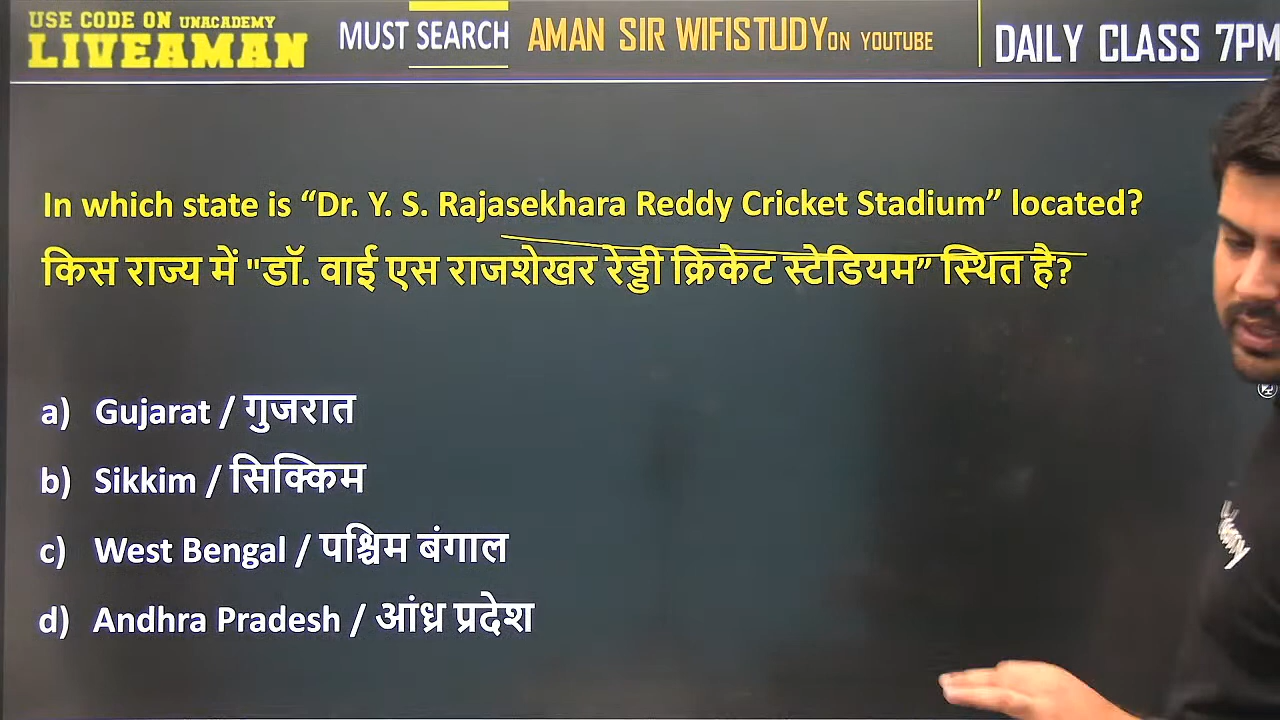 USE CODE ON UNACADEMY
LIVEAMAN
MUST SEARCH AMAN SIR WIFISTUDY ON YOUTUBE
DAILY CLASS 7PM
In which state is “Dr. Y. S. Rajasekhara Reddy Cricket Stadium” located?
किस राज्य में "डॉ. वाई एस राजशेखर रेड्डी क्रिकेट स्टेडियम” स्थित है?
a) Gujarat / गुजरात
b) Sikkim / सिक्किम
c) West Bengal / पश्चिम बंगाल
d) Andhra Pradesh / आंध्र प्रदेश